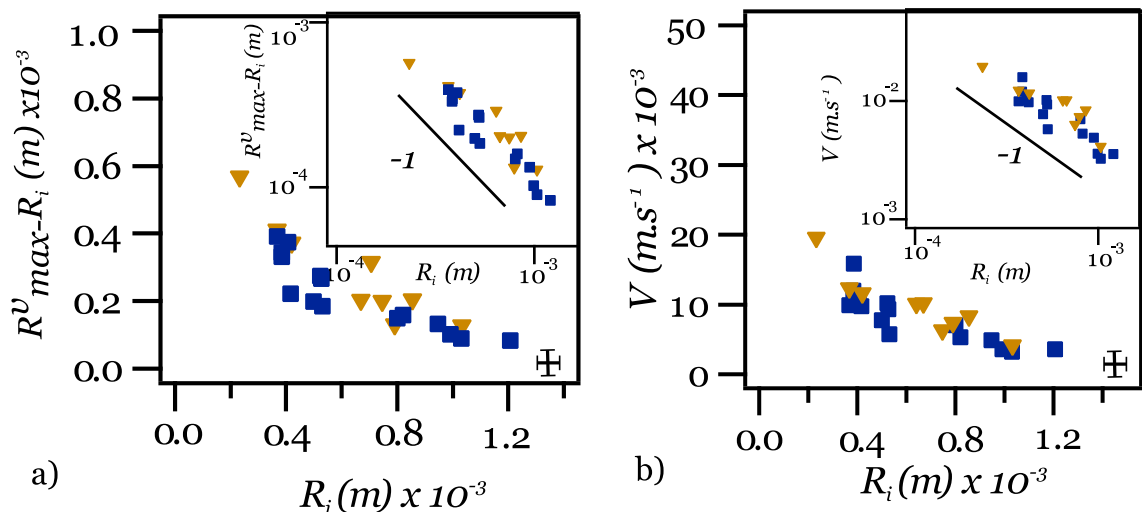 R^v_max-R_i (m) x10^-3
1.0
0.8
0.6
0.4
0.2
0.0
0.0 0.4 0.8 1.2
R_i (m) x 10^-3
a)
R^v_max-R_i (m)
10^-3
10^-4
-1
10^-4 10^-3
R_i (m)
V (m.s^-1) x 10^-3
50
40
30
20
10
0
0.0 0.4 0.8 1.2
R_i (m) x 10^-3
b)
V (m.s^-1)
10^-2
10^-3
-1
10^-4 10^-3
R_i (m)